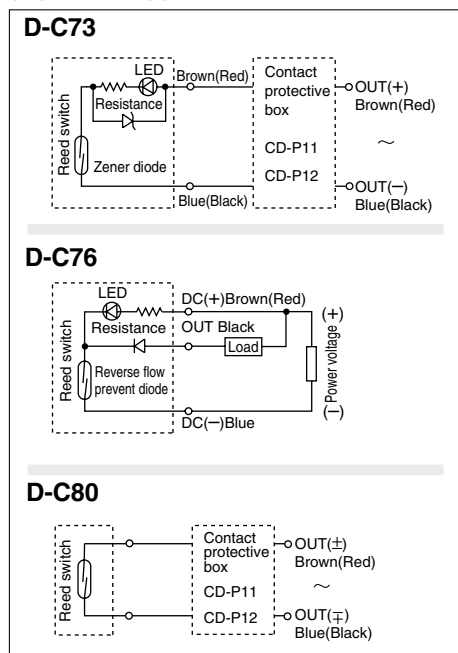 D-C73
LED
Brown(Red)
Resistance
Reed switch
Zener diode
Blue(Black)
Contact
protective
box
CD-P11
CD-P12
OUT(+)
Brown(Red)
~
OUT(−)
Blue(Black)
D-C76
LED
DC(+)Brown(Red)
Resistance
OUT Black
Load
Reed switch
Reverse flow
prevent diode
DC(−)Blue
(+)
Power voltage
(−)
D-C80
Reed switch
Contact
protective
box
CD-P11
CD-P12
OUT(±)
Brown(Red)
~
OUT(∓)
Blue(Black)